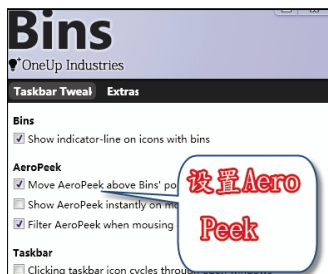 Bins
OneUp Industries
Taskbar Tweak Extras
Bins
Show indicator-line on icons with bins
AeroPeek
Move AeroPeek above Bins' po
设置Aero
Peek
Show AeroPeek instantly on mo
Filter AeroPeek when mousing
Taskbar
Clicking taskbar icon cycles through